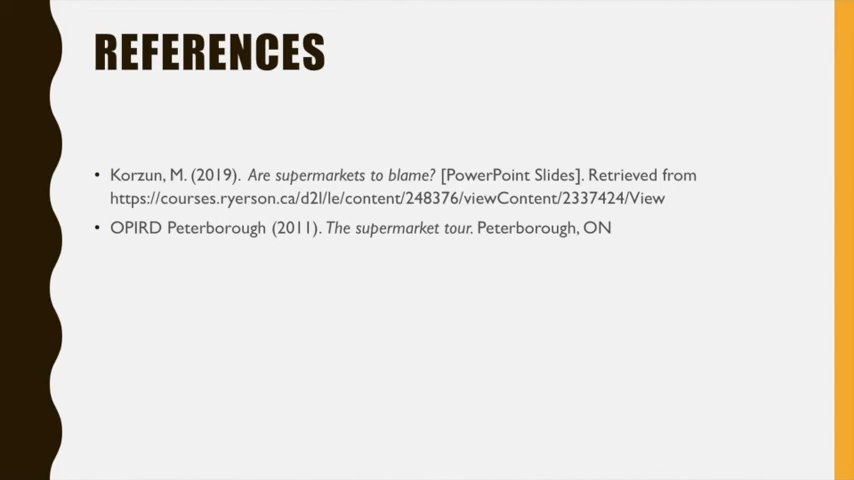 REFERENCES
• Korzun, M. (2019). Are supermarkets to blame? [PowerPoint Slides]. Retrieved from
https://courses.ryerson.ca/d2l/le/content/248376/viewContent/2337424/View
• OPIRD Peterborough (2011). The supermarket tour. Peterborough, ON